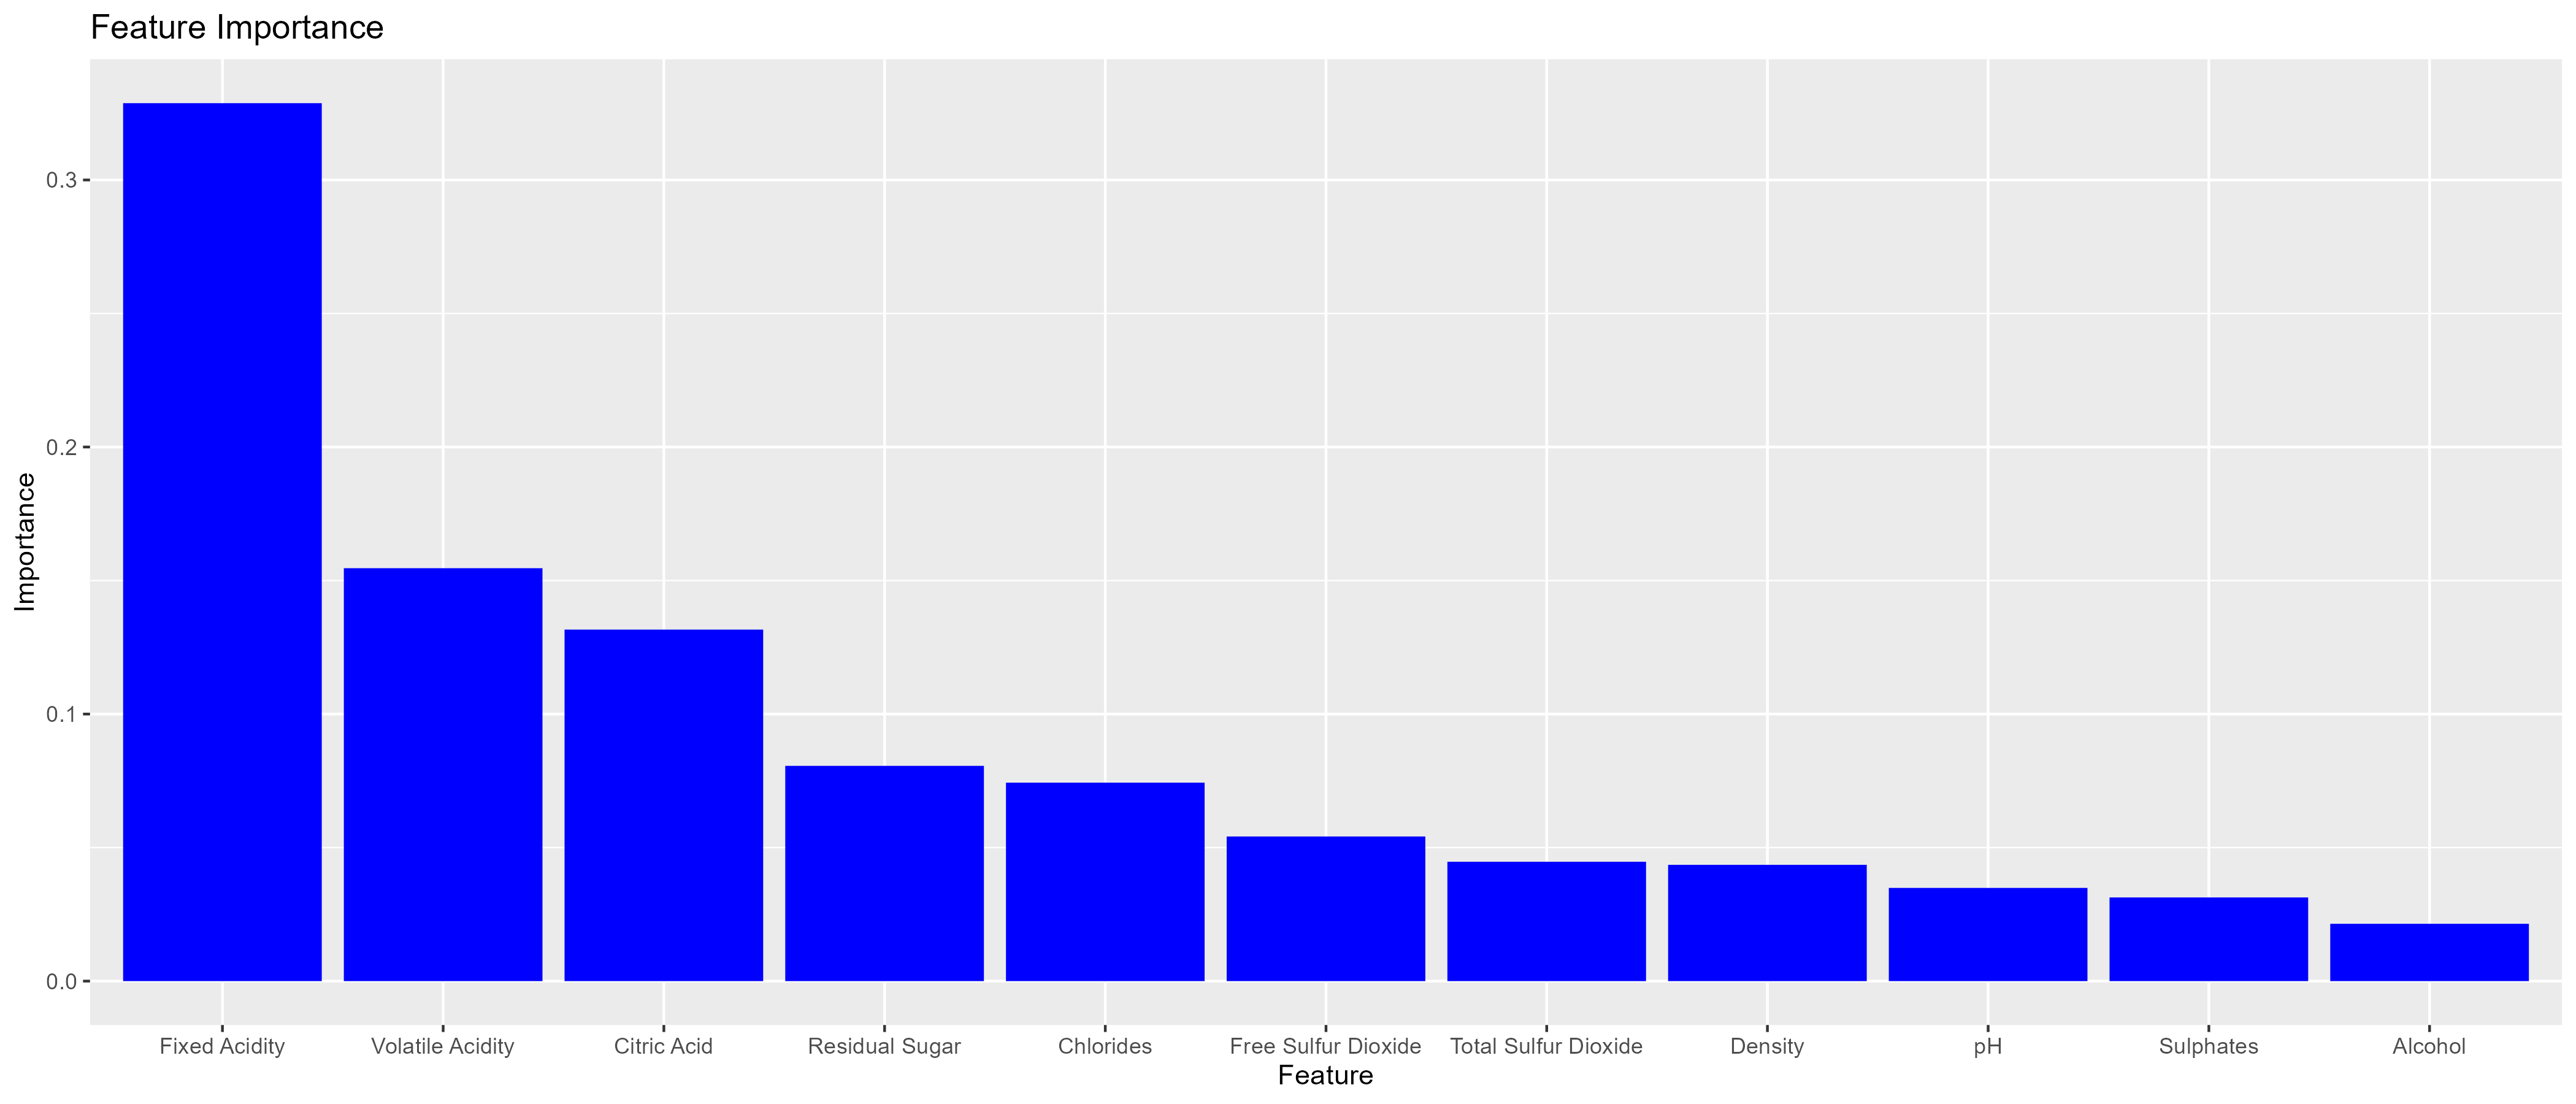 Feature Importance
Importance
0.3
0.2
0.1
0.0
Fixed Acidity Volatile Acidity Citric Acid Residual Sugar Chlorides Free Sulfur Dioxide Total Sulfur Dioxide Density pH Sulphates Alcohol
Feature